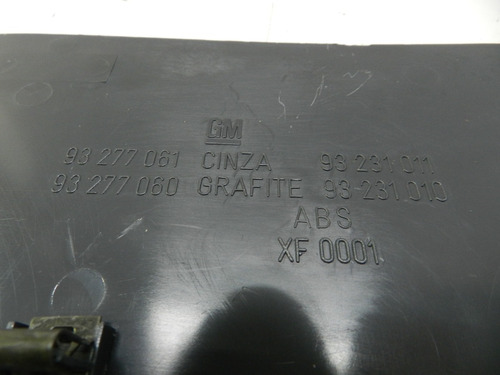 GM
93 277 061 CINZA 93 231 011
93 277 060 GRAFITE 93 231 010
ABS
XF 0001